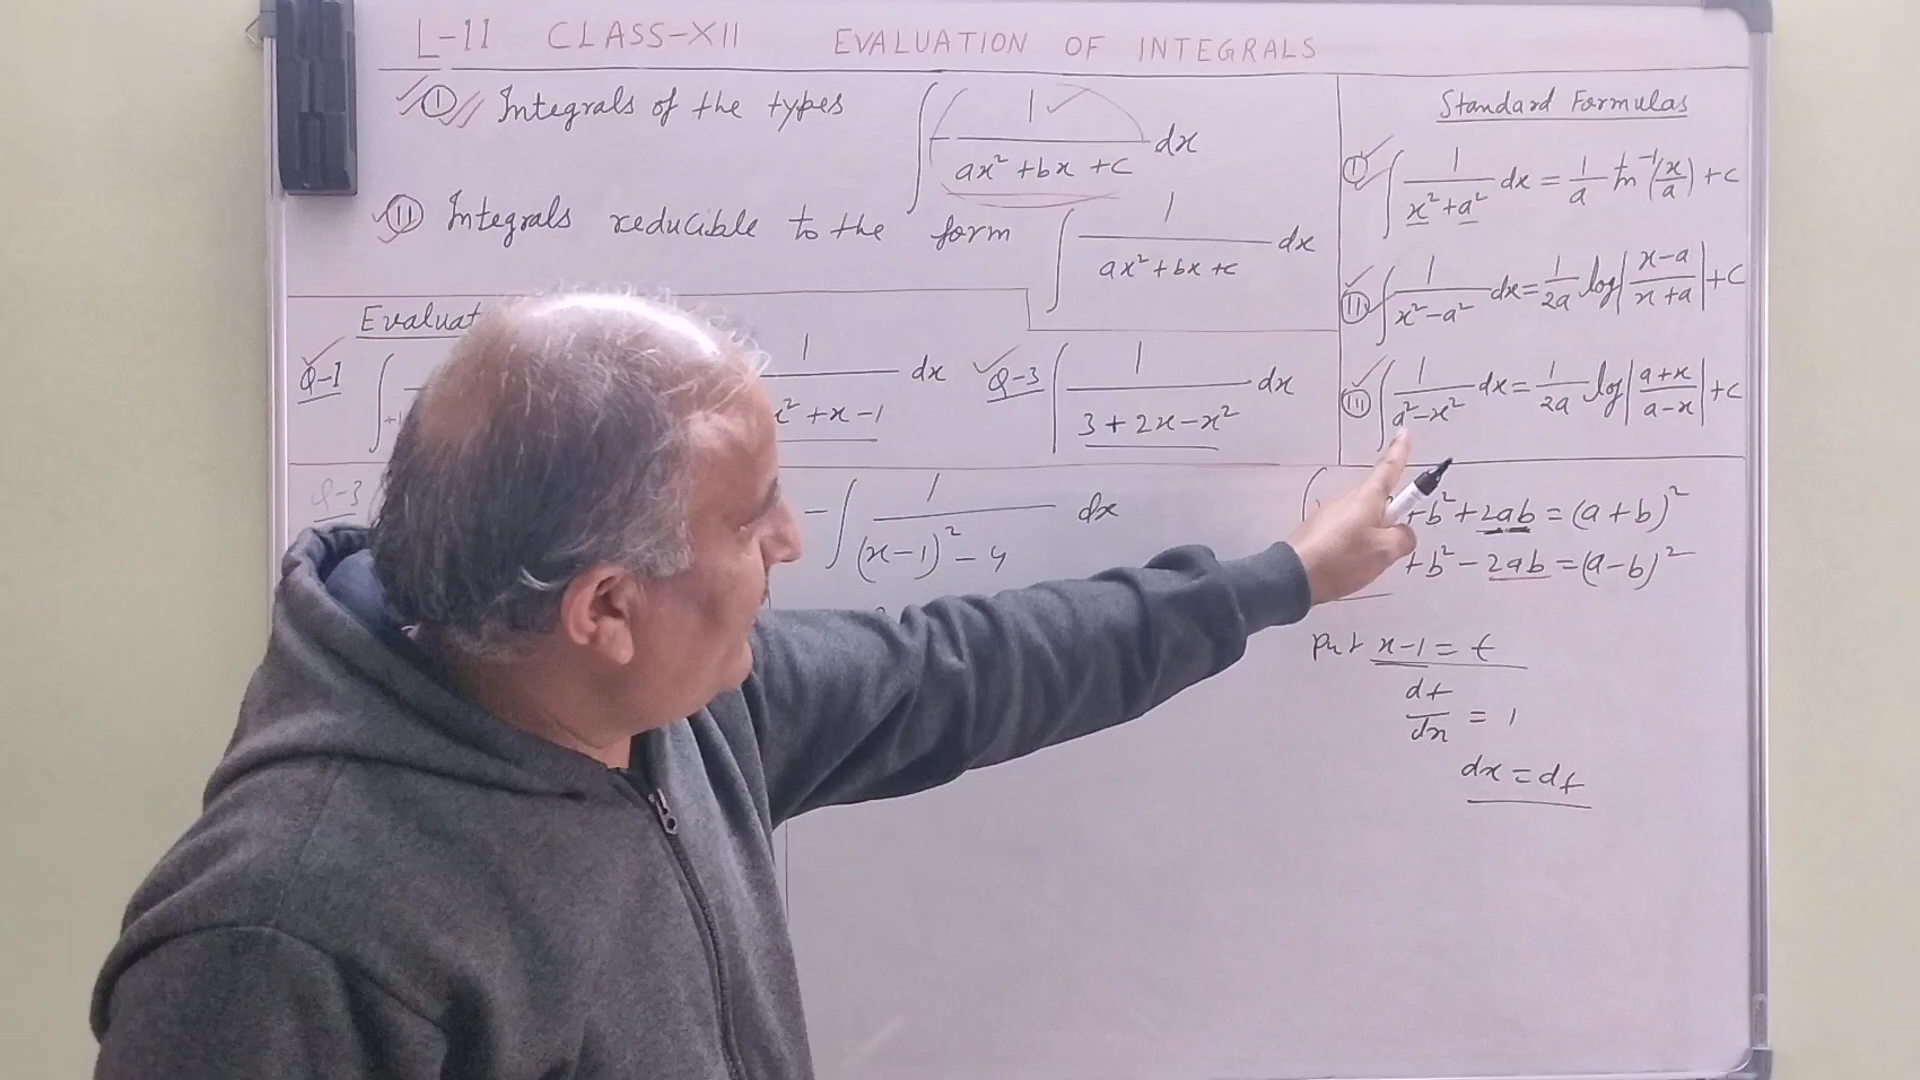 L-11 CLASS-XII EVALUATION OF INTEGRALS
① Integrals of the types ∫ 1/(ax²+bx+c) dx
② Integrals reducible to the form ∫ 1/(ax²+bx+c) dx
Q-1 ∫
1/(x²+x-1) dx
Q-3 ∫ 1/(3+2x-x²) dx
Standard Formulas
(I) ∫ 1/(x²+a²) dx = 1/a tan⁻¹(x/a)+c
(II) ∫ 1/(x²-a²) dx = 1/2a log|(x-a)/(x+a)|+c
(III) ∫ 1/(a²-x²) dx = 1/2a log|(a+x)/(a-x)|+c
Q-3
-∫ 1/((x-1)²-4) dx
+b²+2ab=(a+b)²
+b²-2ab=(a-b)²
Put x-1=t
dt/dx = 1
dx=dt